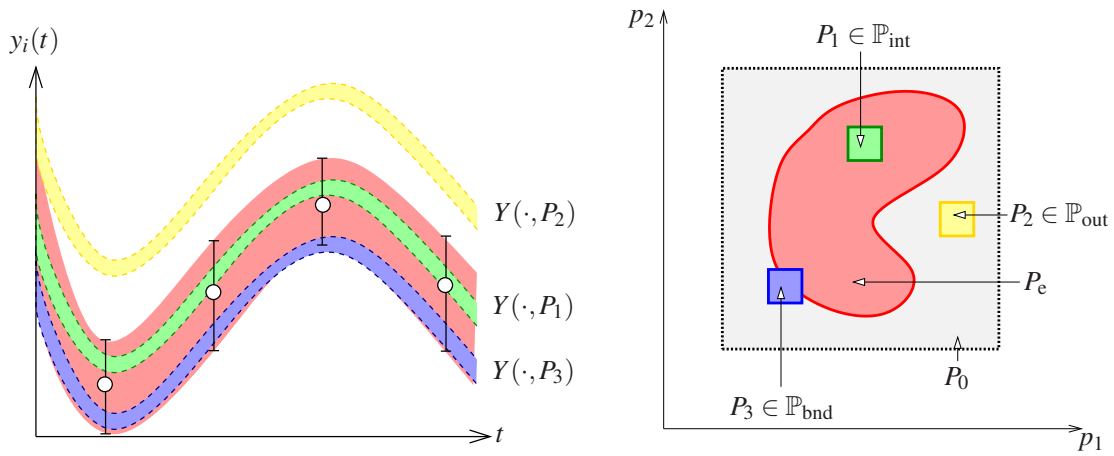 y_i(t)
Y(·, P_2)
Y(·, P_1)
Y(·, P_3)
t
p_2
P_1 ∈ ℙ_int
P_2 ∈ ℙ_out
P_e
P_0
P_3 ∈ ℙ_bnd
p_1